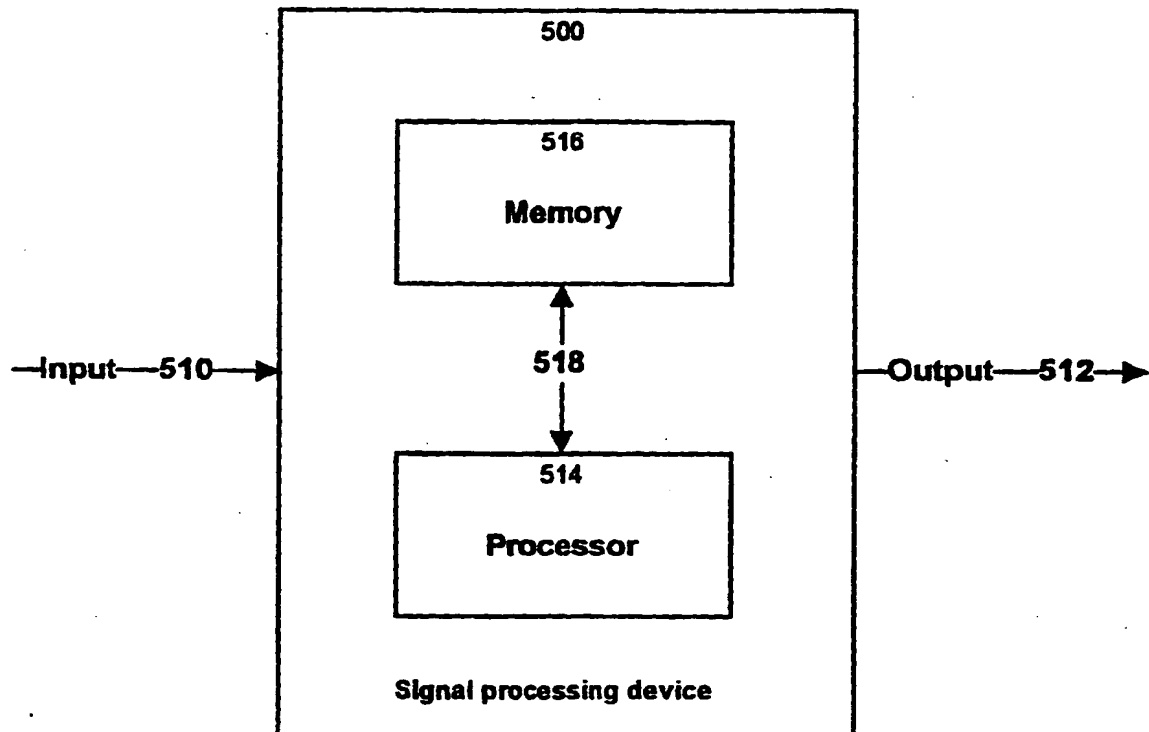 500
516
Memory
Input 510
518
Output 512
514
Processor
Signal processing device